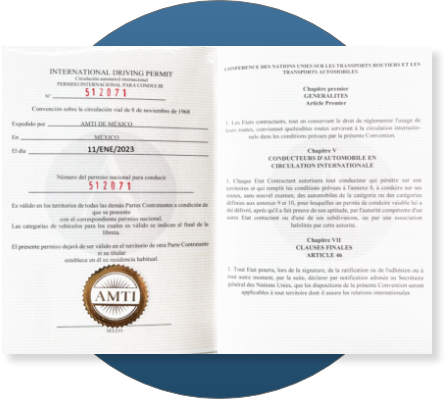 INTERNATIONAL DRIVING PERMIT
Circulación automóvil internacional
PERMISO INTERNACIONAL PARA CONDUCIR
Nº 512071
Convención sobre la circulación vial de 8 de noviembre de 1968
Expedido por AMTI DE MÉXICO
En MÉXICO
El día 11/ENE/2023
Número del permiso nacional para conducir
512071
Es válido en los territorios de todas las demás Partes Contratantes a condición de
que se presente
con el correspondiente permiso nacional.
Las categorías de vehículos para los cuales es válido se indican al final de la
libreta.
El presente permiso dejará de ser válido en el territorio de otra Parte Contratante
si su titular
establece en él su residencia habitual.
AMTI
SELLO
CONFERENCE DES NATIONS UNIES SUR LES TRANSPORTS ROUTIERS ET LES
TRANSPORTS AUTOMOBILES
Chapitre premier
GENERALITES
Article Premier
1. Les Etats contractants, tout en conservant le droit de réglementer l'usage de
leurs routes, conviennent quelesdites routes serviront à la circulation internatio-
nale dans les conditions prévues par la présente Convention.
Chapitre V
CONDUCTEURS D'AUTOMOBILE EN
CIRCULATION INTERNATIONALE
1. Chaque Etat Contractant autorisera tout conducteur qui pénètre sur son
territoire et qui remplit les conditions prévues à l'annexe 8, à conduire sur ses
routes, sans nouvel examen, des automobiles de la catégorie ou des catégories
définies aux annexes 9 et 10, pour lesquelles un permis de conduire valable lui a
été délivré, après qu'il a fait preuve de son aptitude, par l'autorité compétente d'un
autre Etat contractant ou d'une de ses subdivisions, ou par une association
habilitée par cette autorité.
Chapitre VII
CLAUSES FINALES
ARTICLE 46
1. Tout Etat pourra, lors de la signature, de la ratification ou de l'adhésion ou à
tout autre moment, par la suite, déclarer par notification adressée au Secrétaire
général des Nations Unies, que les dispositions de la présente Convention seront
applicables à tout territoire dont il assure les relations internationales.